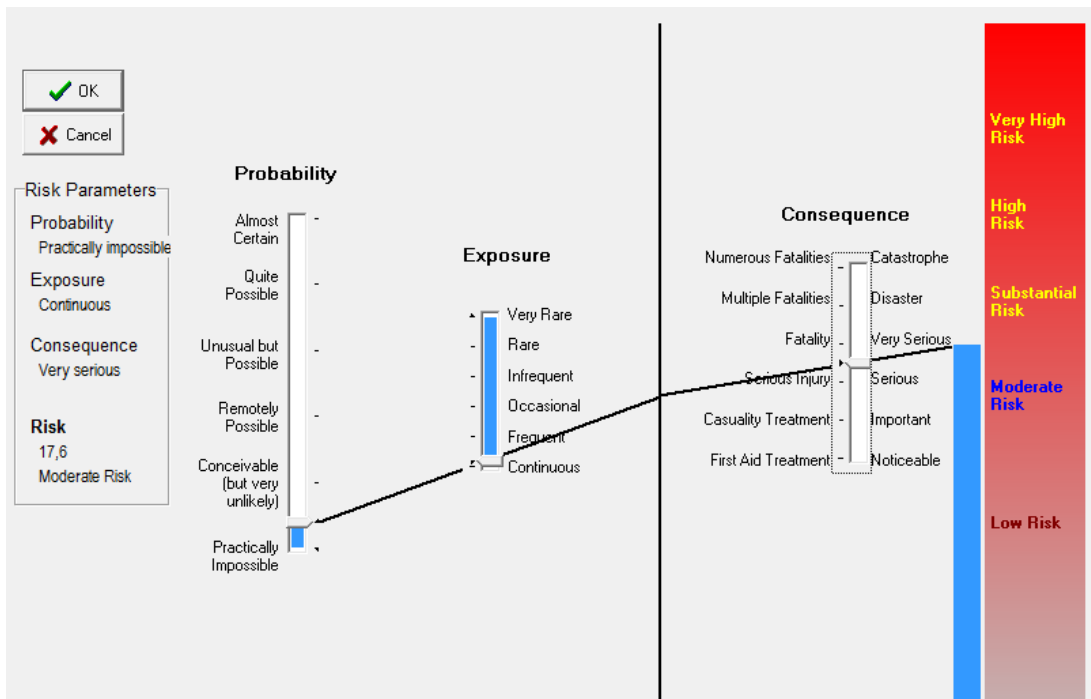 OK
Cancel
Risk Parameters
Probability
Practically impossible
Exposure
Continuous
Consequence
Very serious
Risk
17,6
Moderate Risk
Probability
Almost
Certain
Quite
Possible
Unusual but
Possible
Remotely
Possible
Conceivable
(but very
unlikely)
Practically
Impossible
Exposure
Very Rare
Rare
Infrequent
Occasional
Frequent
Continuous
Consequence
Numerous Fatalities Catastrophe
Multiple Fatalities Disaster
Fatality Very Serious
Serious Injury Serious
Casuality Treatment Important
First Aid Treatment Noticeable
Very High
Risk
High
Risk
Substantial
Risk
Moderate
Risk
Low Risk